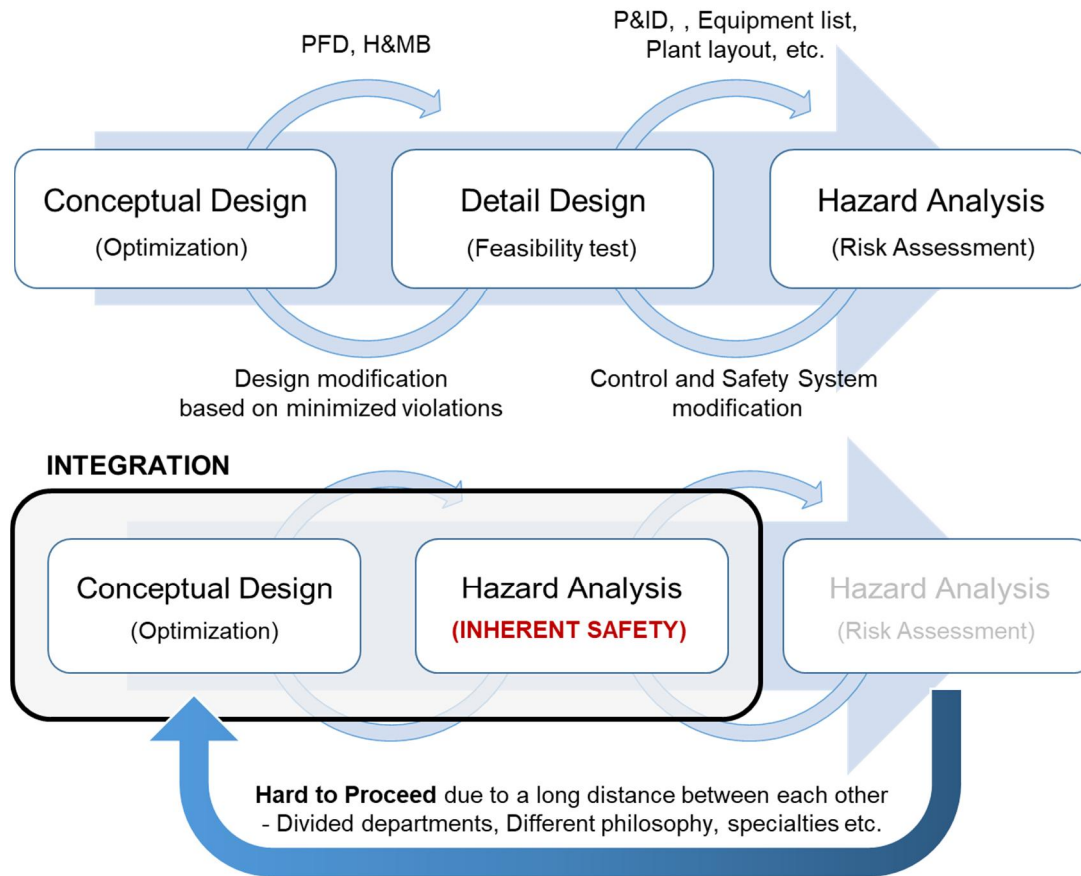 PFD, H&MB
P&ID, , Equipment list,
Plant layout, etc.
Conceptual Design
(Optimization)
Detail Design
(Feasibility test)
Hazard Analysis
(Risk Assessment)
Design modification
based on minimized violations
Control and Safety System
modification
INTEGRATION
Conceptual Design
(Optimization)
Hazard Analysis
(INHERENT SAFETY)
Hazard Analysis
(Risk Assessment)
Hard to Proceed due to a long distance between each other
- Divided departments, Different philosophy, specialties etc.